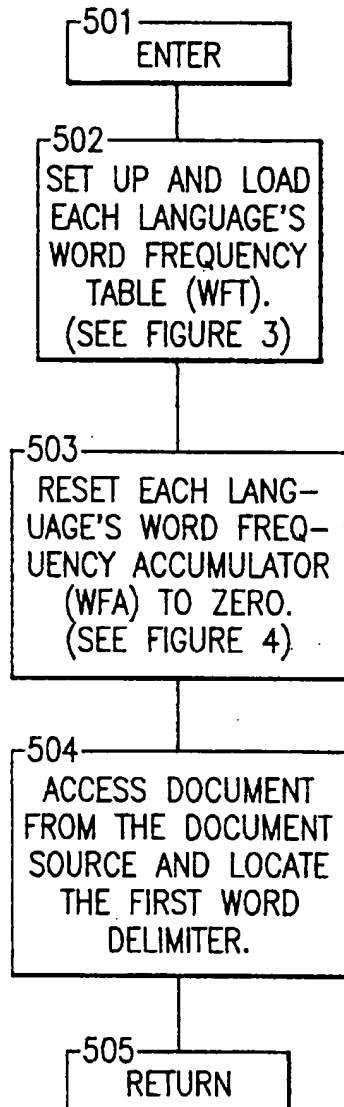 501
ENTER
502
SET UP AND LOAD
EACH LANGUAGE'S
WORD FREQUENCY
TABLE (WFT).
(SEE FIGURE 3)
503
RESET EACH LANG-
UAGE'S WORD FREQ-
UENCY ACCUMULATOR
(WFA) TO ZERO.
(SEE FIGURE 4)
504
ACCESS DOCUMENT
FROM THE DOCUMENT
SOURCE AND LOCATE
THE FIRST WORD
DELIMITER.
505
RETURN